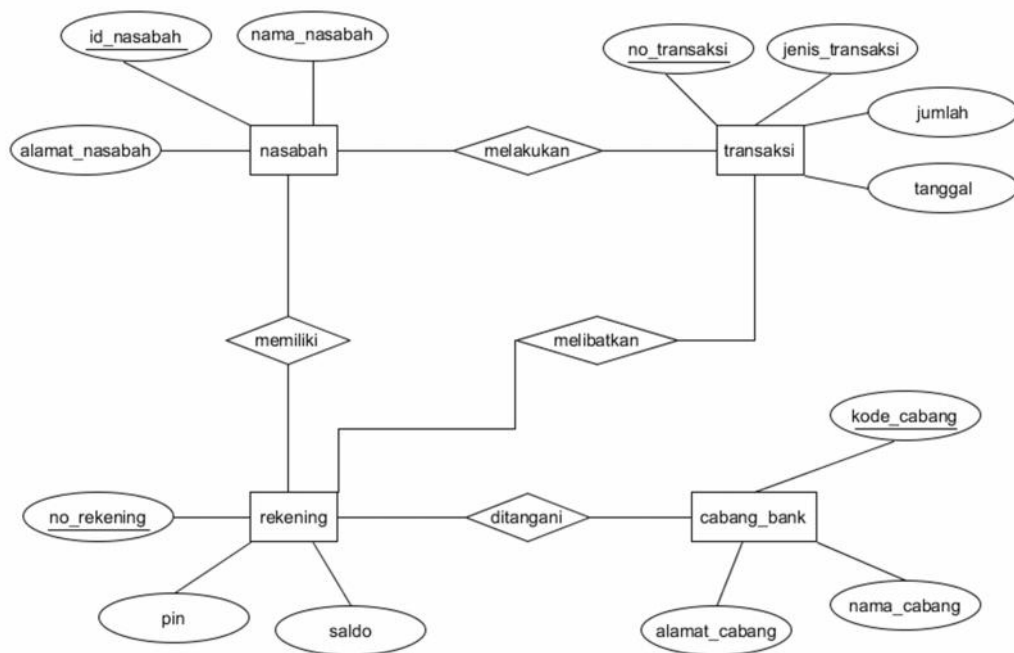 id_nasabah
nama_nasabah
no_transaksi
jenis_transaksi
jumlah
alamat_nasabah
nasabah
melakukan
transaksi
tanggal
memiliki
melibatkan
kode_cabang
no_rekening
rekening
ditangani
cabang_bank
pin
saldo
alamat_cabang
nama_cabang